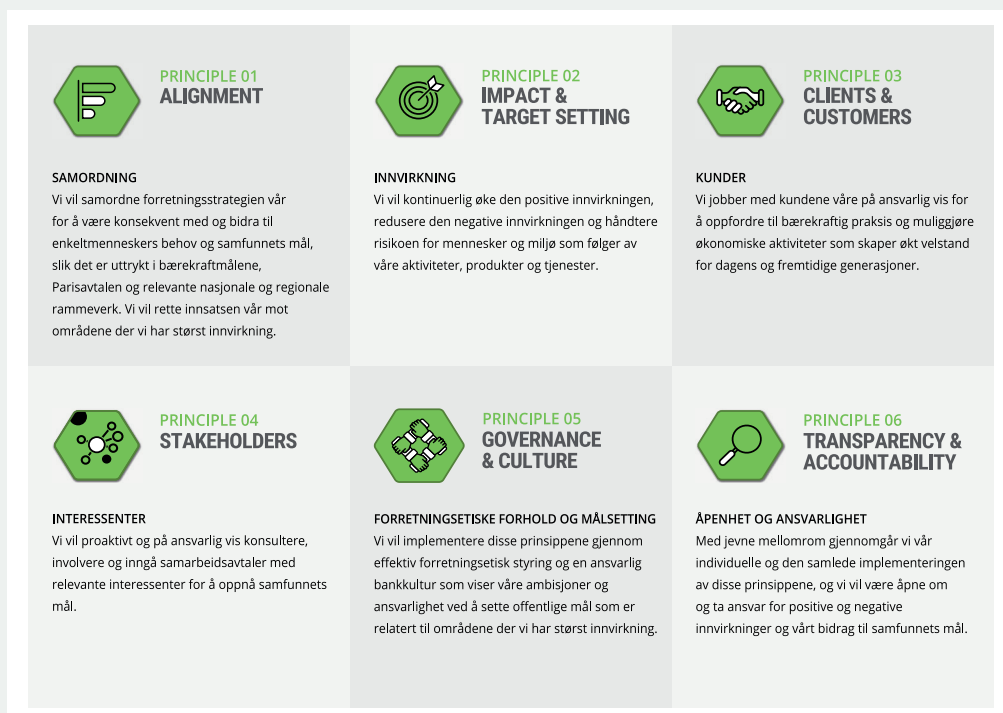 PRINCIPLE 01
ALIGNMENT
SAMORDNING
Vi vil samordne forretningsstrategien vår
for å være konsekvent med og bidra til
enkeltmenneskers behov og samfunnets mål,
slik det er uttrykt i bærekraftmålene,
Parisavtalen og relevante nasjonale og regionale
rammeverk. Vi vil rette innsatsen vår mot
områdene der vi har størst innvirkning.
PRINCIPLE 02
IMPACT &
TARGET SETTING
INNVIRKNING
Vi vil kontinuerlig øke den positive innvirkningen,
redusere den negative innvirkningen og håndtere
risikoen for mennesker og miljø som følger av
våre aktiviteter, produkter og tjenester.
PRINCIPLE 03
CLIENTS &
CUSTOMERS
KUNDER
Vi jobber med kundene våre på ansvarlig vis for
å oppfordre til bærekraftig praksis og muliggjøre
økonomiske aktiviteter som skaper økt velstand
for dagens og fremtidige generasjoner.
PRINCIPLE 04
STAKEHOLDERS
INTERESSENTER
Vi vil proaktivt og på ansvarlig vis konsultere,
involvere og inngå samarbeidsavtaler med
relevante interessenter for å oppnå samfunnets
mål.
PRINCIPLE 05
GOVERNANCE
& CULTURE
FORRETNINGSETISKE FORHOLD OG MÅLSETTING
Vi vil implementere disse prinsippene gjennom
effektiv forretningsetisk styring og en ansvarlig
bankkultur som viser våre ambisjoner og
ansvarlighet ved å sette offentlige mål som er
relatert til områdene der vi har størst innvirkning.
PRINCIPLE 06
TRANSPARENCY &
ACCOUNTABILITY
ÅPENHET OG ANSVARLIGHET
Med jevne mellomrom gjennomgår vi vår
individuelle og den samlede implementeringen
av disse prinsippene, og vi vil være åpne om
og ta ansvar for positive og negative
innvirkninger og vårt bidrag til samfunnets mål.